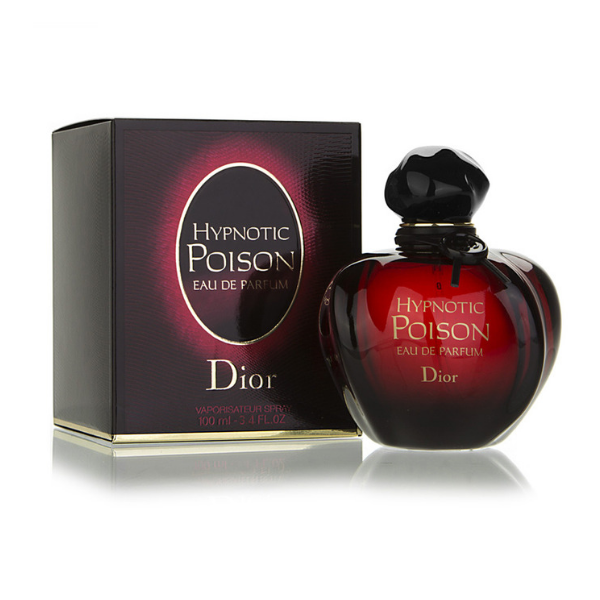 HYPNOTIC
POISON
EAU DE PARFUM
Dior
VAPORISATEUR SPRAY
100 ml - 3.4 FL.OZ
HYPNOTIC
POISON
EAU DE PARFUM
Dior